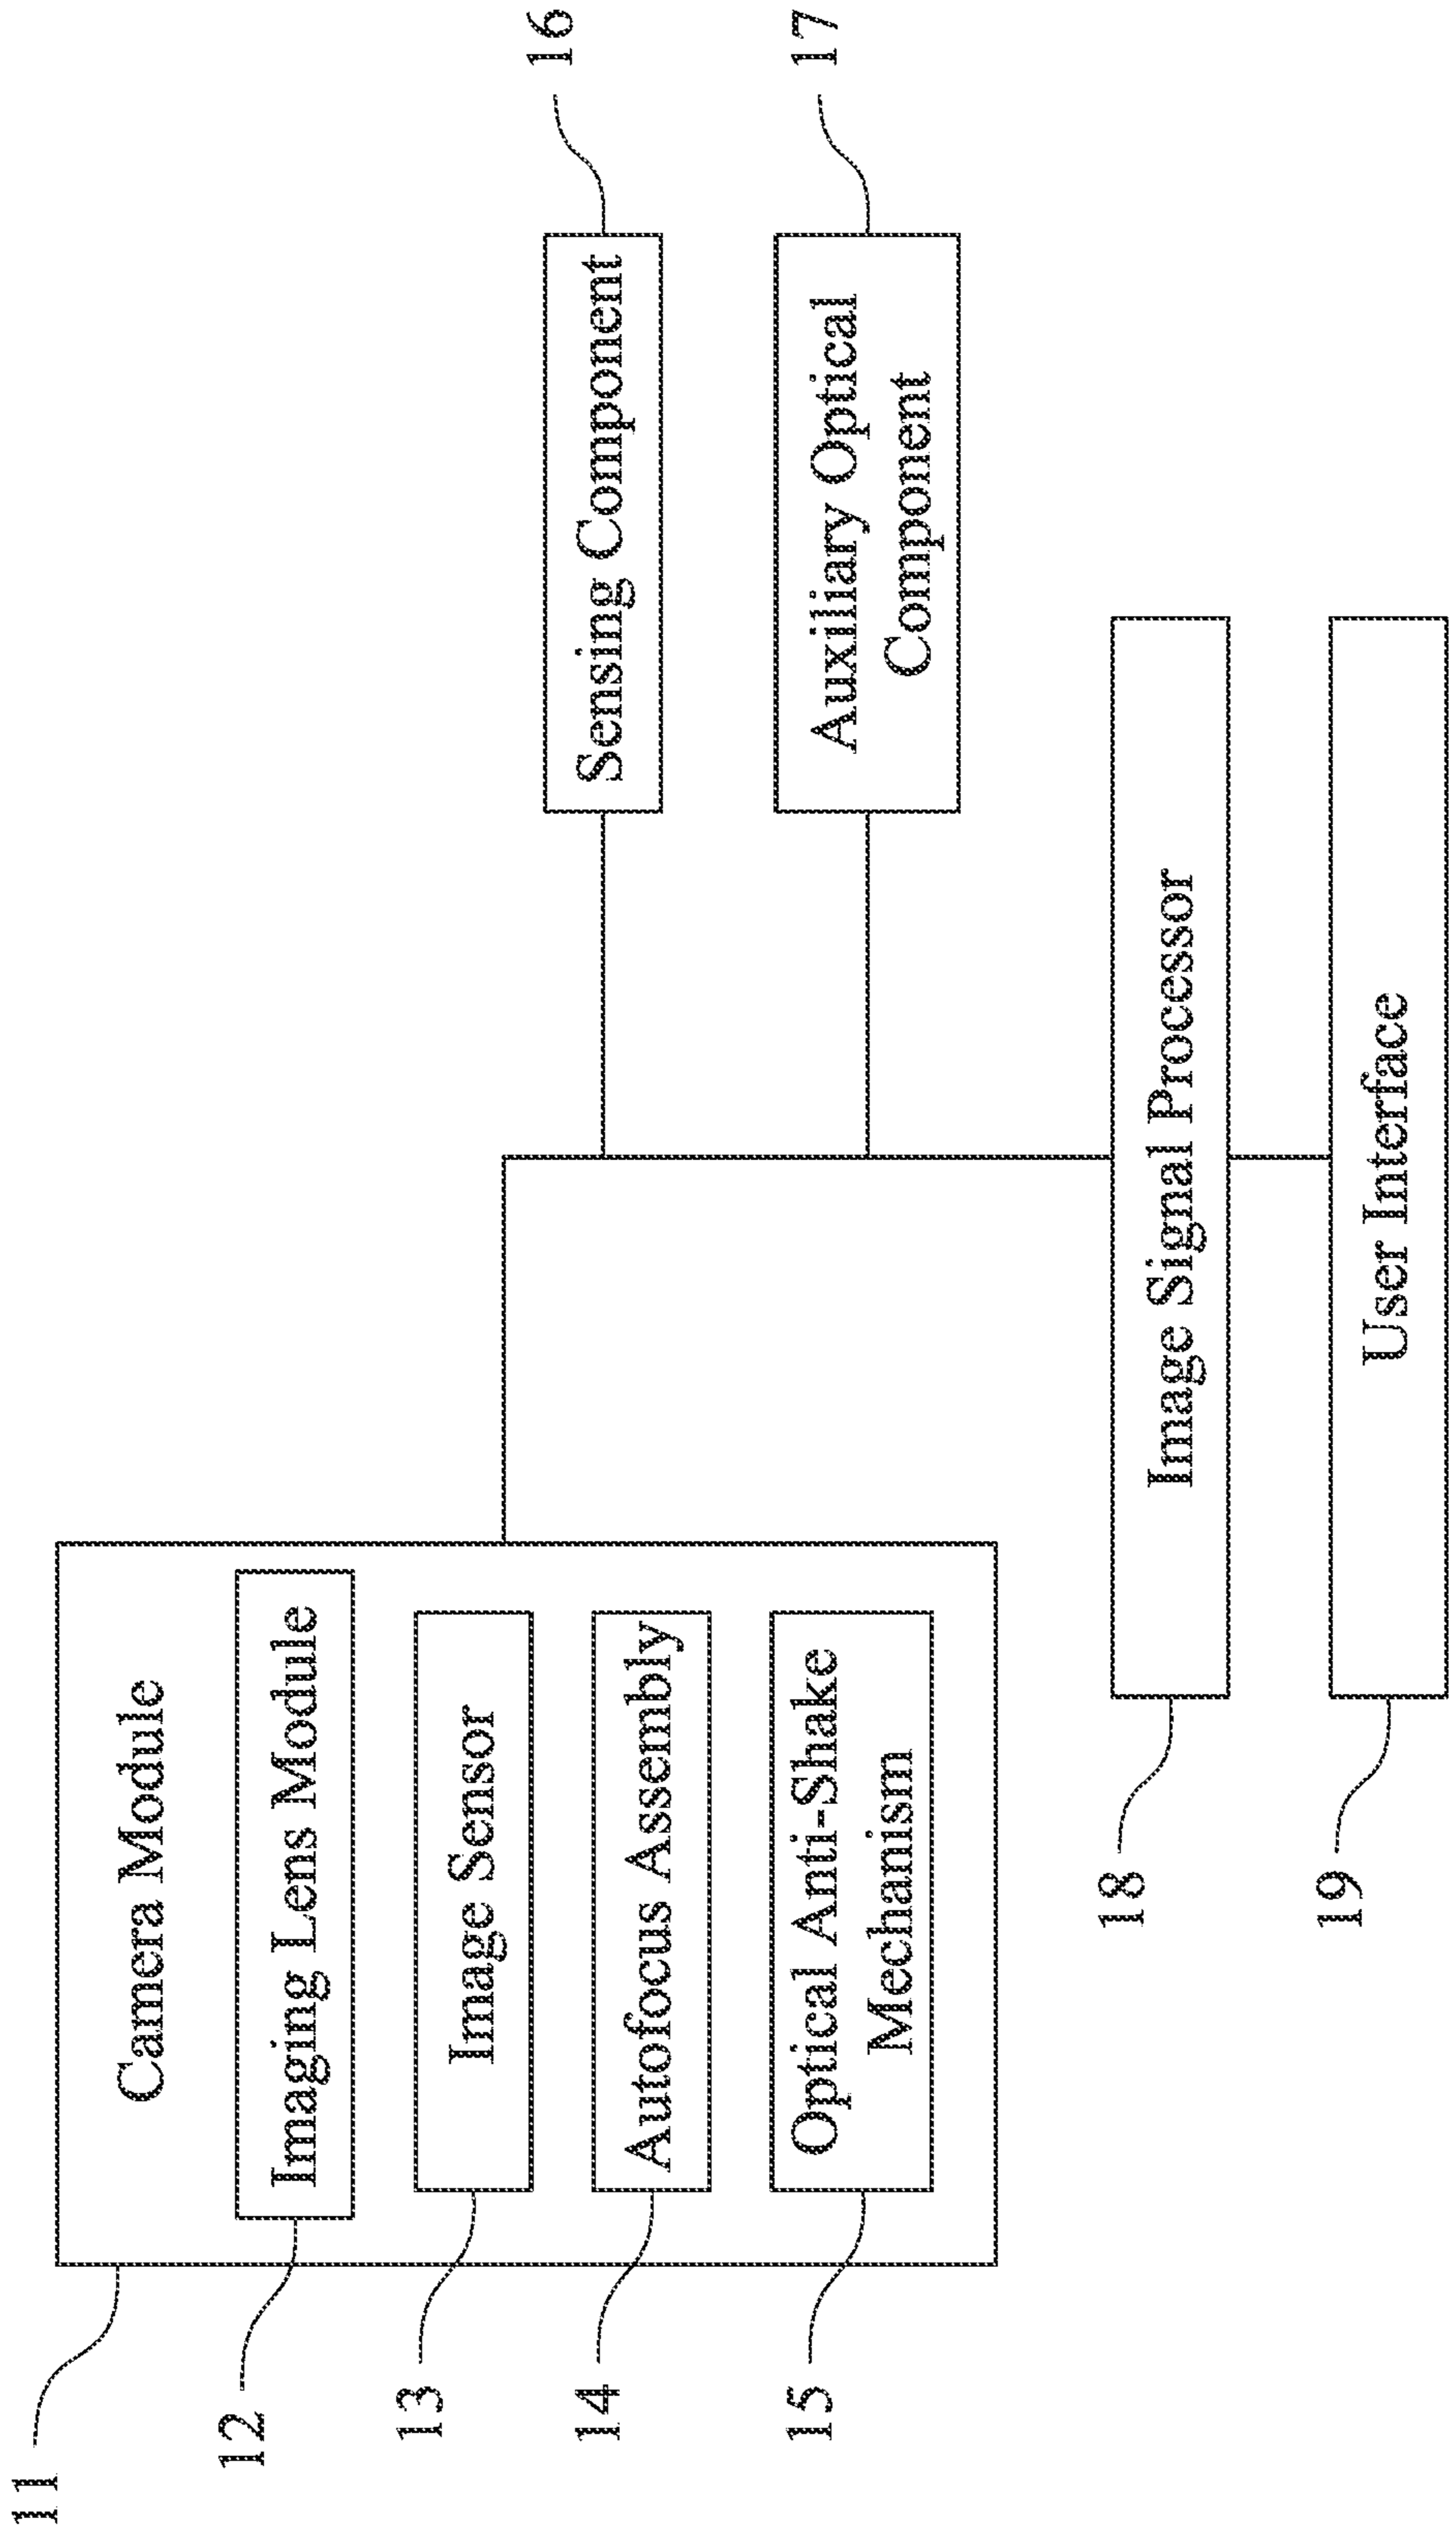 11
Camera Module
12
Imaging Lens Module
13
Image Sensor
14
Autofocus Assembly
15
Optical Anti-Shake
Mechanism
16
Sensing Component
17
Auxiliary Optical
Component
18
Image Signal Processor
19
User Interface